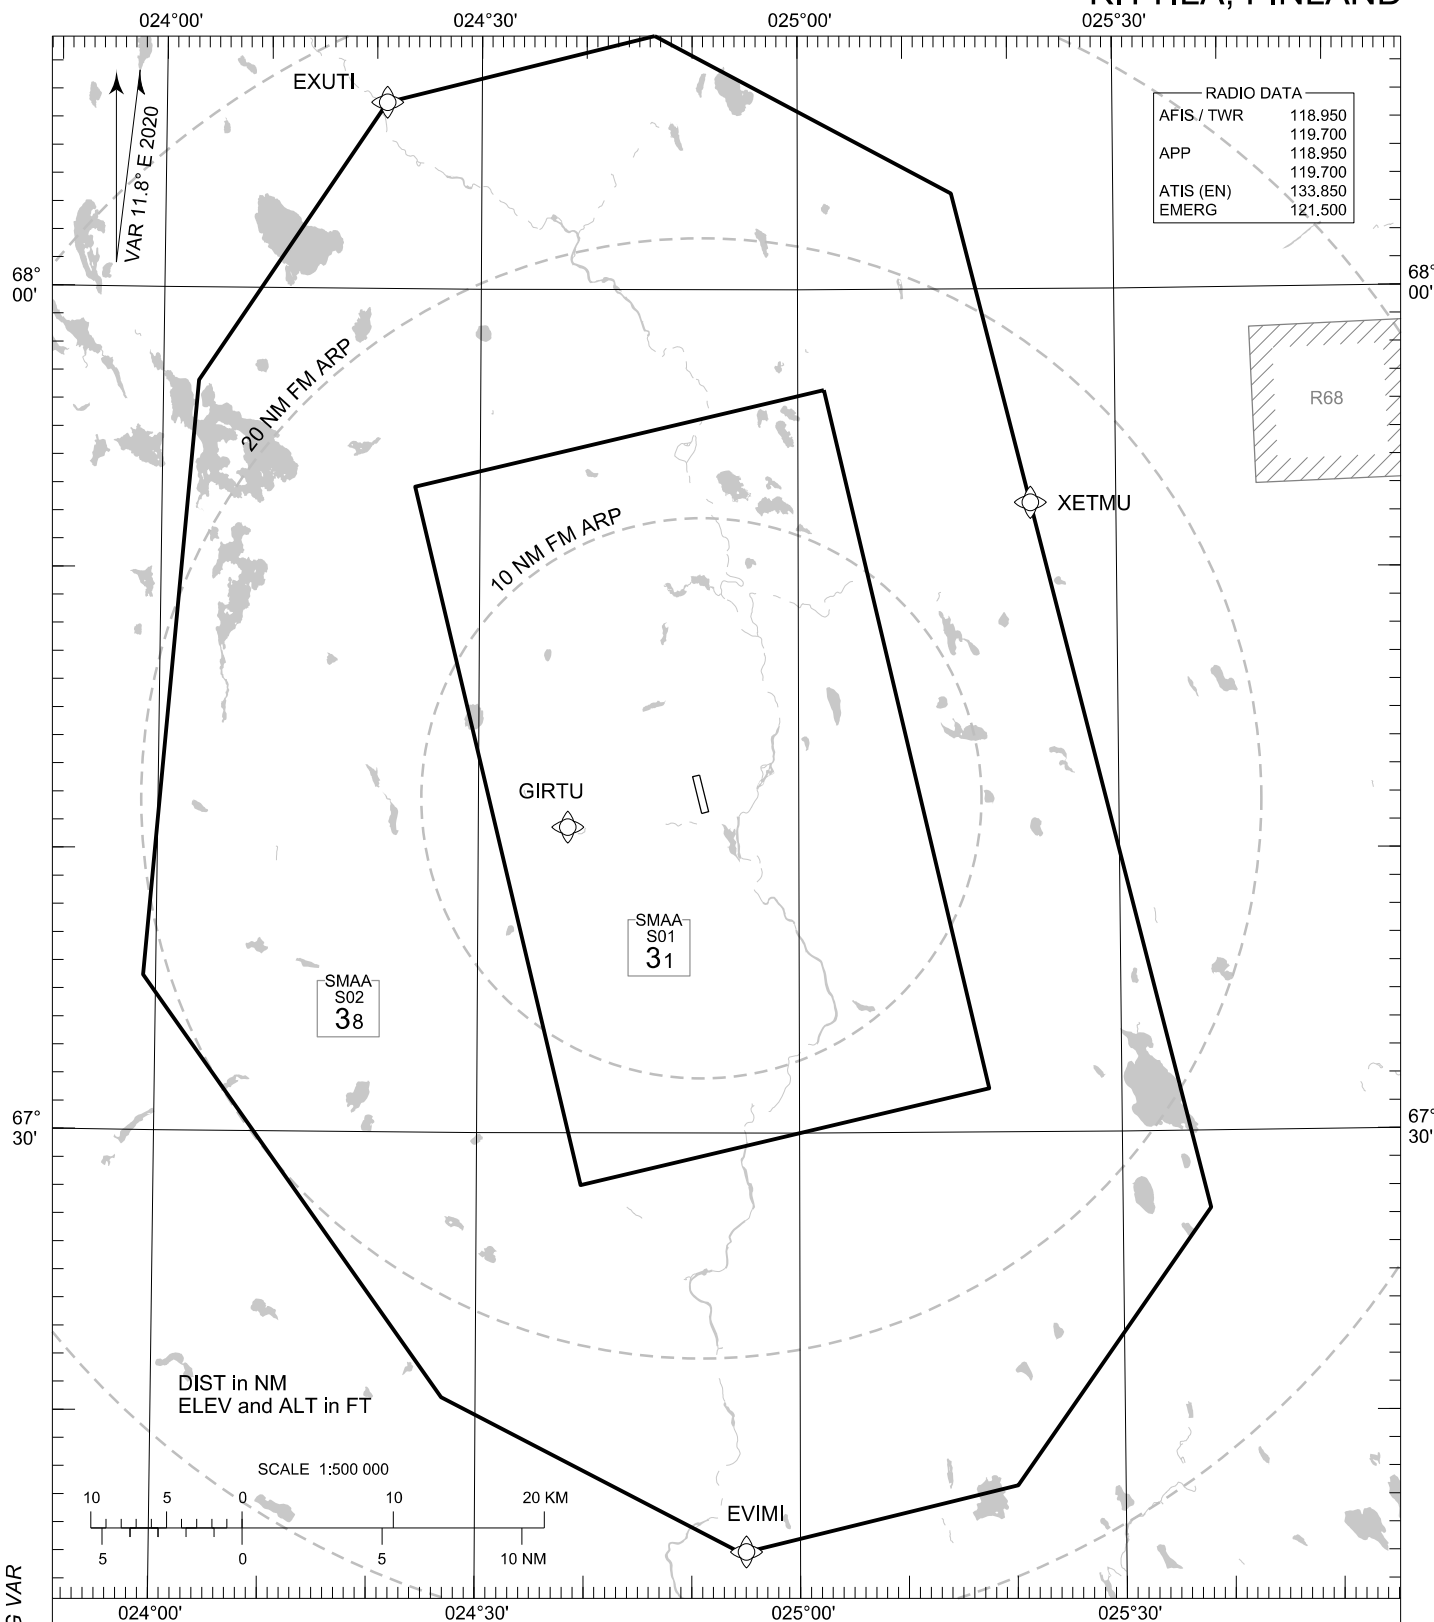 024°00'
024°30'
025°00'
025°30'
EXUTI
VAR 11.8° E 2020
RADIO DATA
AFIS / TWR 118.950
119.700
APP 118.950
119.700
ATIS (EN) 133.850
EMERG 121.500
68°
00'
68°
00'
20 NM FM ARP
R68
XETMU
10 NM FM ARP
GIRTU
SMAA
S01
31
SMAA
S02
38
67°
30'
67°
30'
DIST in NM
ELEV and ALT in FT
SCALE 1:500 000
10 5 0 10 20 KM
5 0 5 10 NM
EVIMI
VAR
024°00'
024°30'
025°00'
025°30'